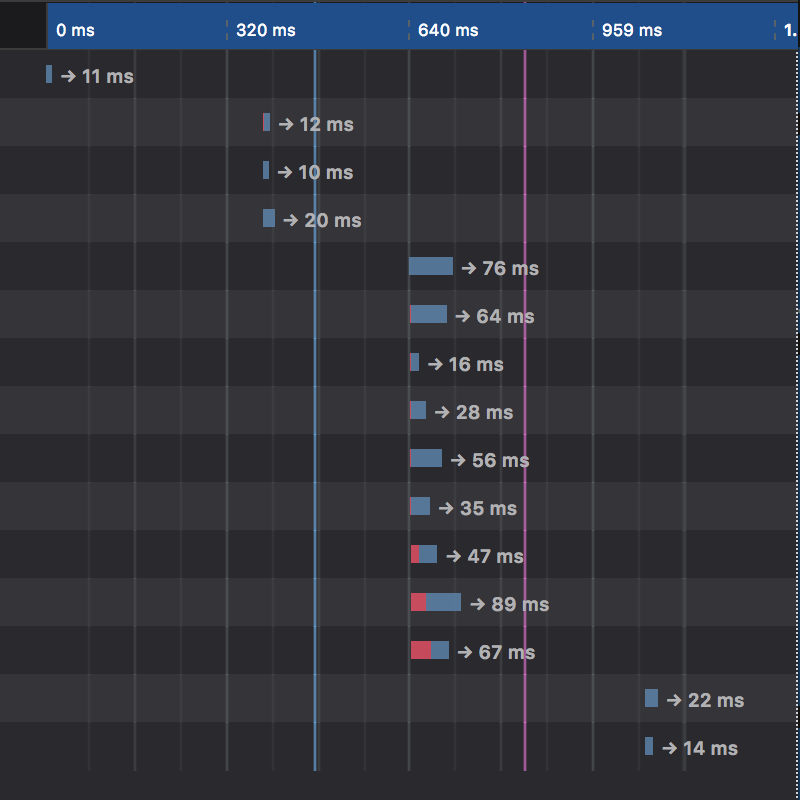 0 ms 320 ms 640 ms 959 ms 1.
→ 11 ms
→ 12 ms
→ 10 ms
→ 20 ms
→ 76 ms
→ 64 ms
→ 16 ms
→ 28 ms
→ 56 ms
→ 35 ms
→ 47 ms
→ 89 ms
→ 67 ms
→ 22 ms
→ 14 ms